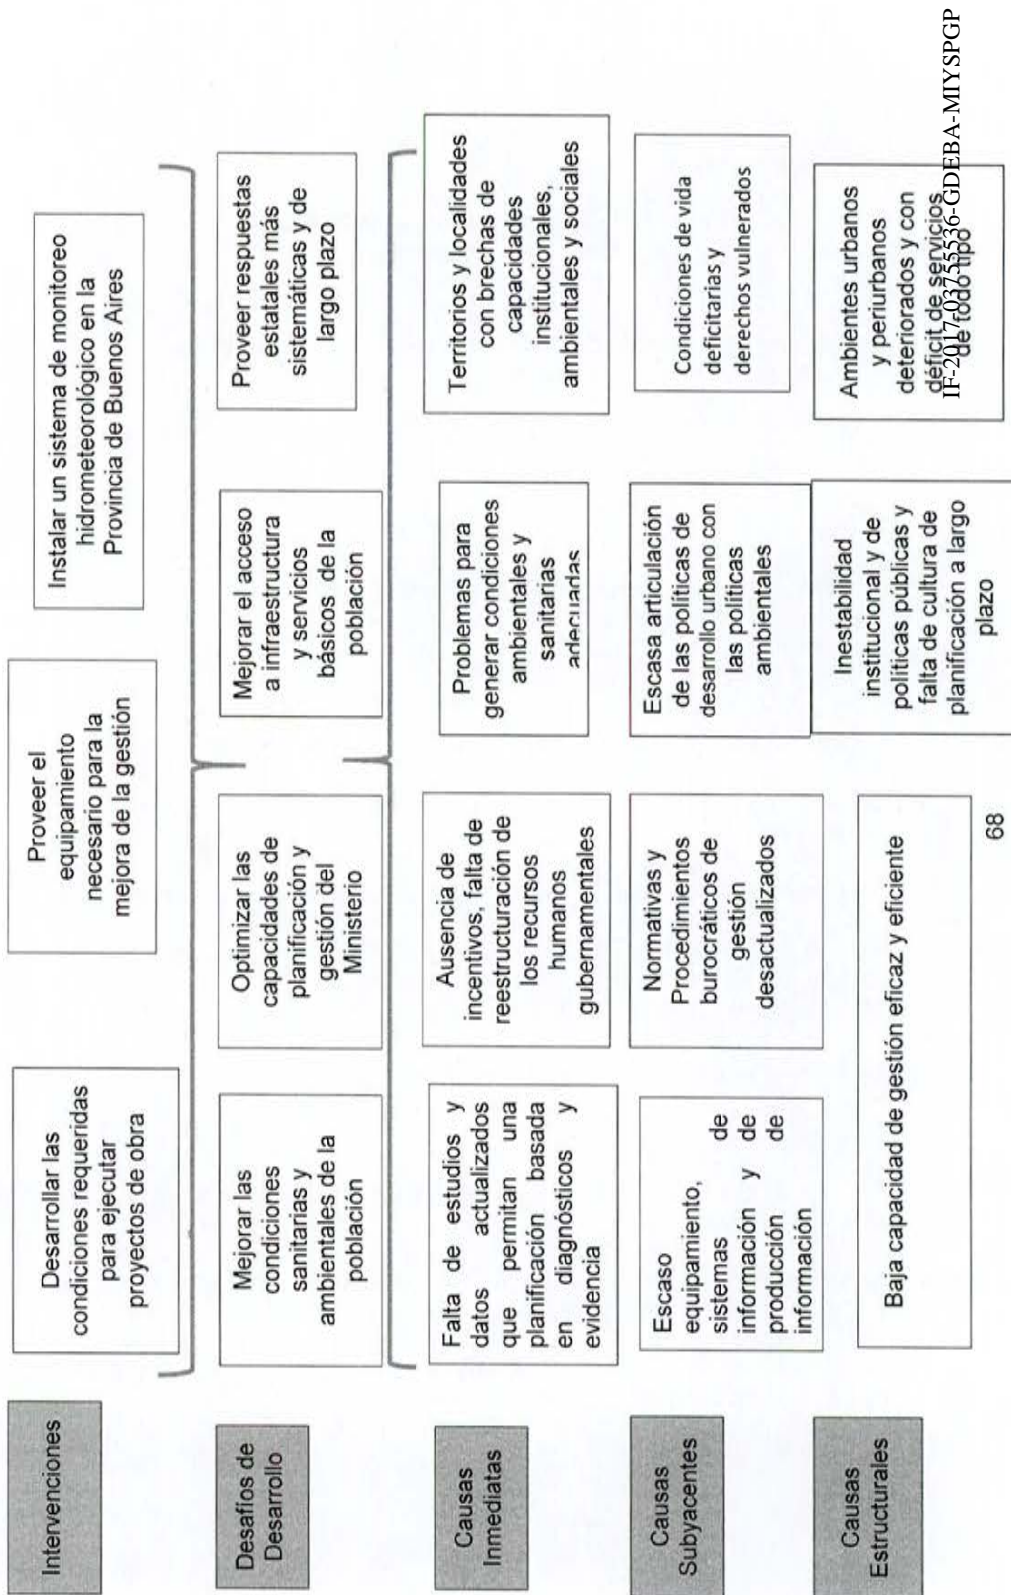 Intervenciones
Desarrollar las
condiciones requeridas
para ejecutar
proyectos de obra
Proveer el
equipamiento
necesario para la
mejora de la gestión
Instalar un sistema de monitoreo
hidrometeorológico en la
Provincia de Buenos Aires
Desafíos de
Desarrollo
Mejorar las
condiciones
sanitarias y
ambientales de la
población
Optimizar las
capacidades de
planificación y
gestión del
Ministerio
Mejorar el acceso
a infraestructura
y servicios
básicos de la
población
Proveer respuestas
estatales más
sistemáticas y de
largo plazo
Causas
Inmediatas
Falta de estudios y
datos actualizados
que permitan una
planificación basada
en diagnósticos y
evidencia
Ausencia de
incentivos, falta de
reestructuración de
los recursos
humanos
gubernamentales
Problemas para
generar condiciones
ambientales y
sanitarias
adecuadas
Territorios y localidades
con brechas de
capacidades
institucionales,
ambientales y sociales
Causas
Subyacentes
Escaso
equipamiento,
sistemas de
información y de
producción de
información
Normativas y
Procedimientos
burocráticos de
gestión
desactualizados
Escasa articulación
de las políticas de
desarrollo urbano con
las políticas
ambientales
Condiciones de vida
deficitarias y
derechos vulnerados
Causas
Estructurales
Baja capacidad de gestión eficaz y eficiente
Inestabilidad
institucional y de
políticas públicas y
falta de cultura de
planificación a largo
plazo
Ambientes urbanos
y periurbanos
deteriorados y con
déficit de servicios
de todo tipo
IF-2017-03755536-GDEBA-MIYSPGP
68